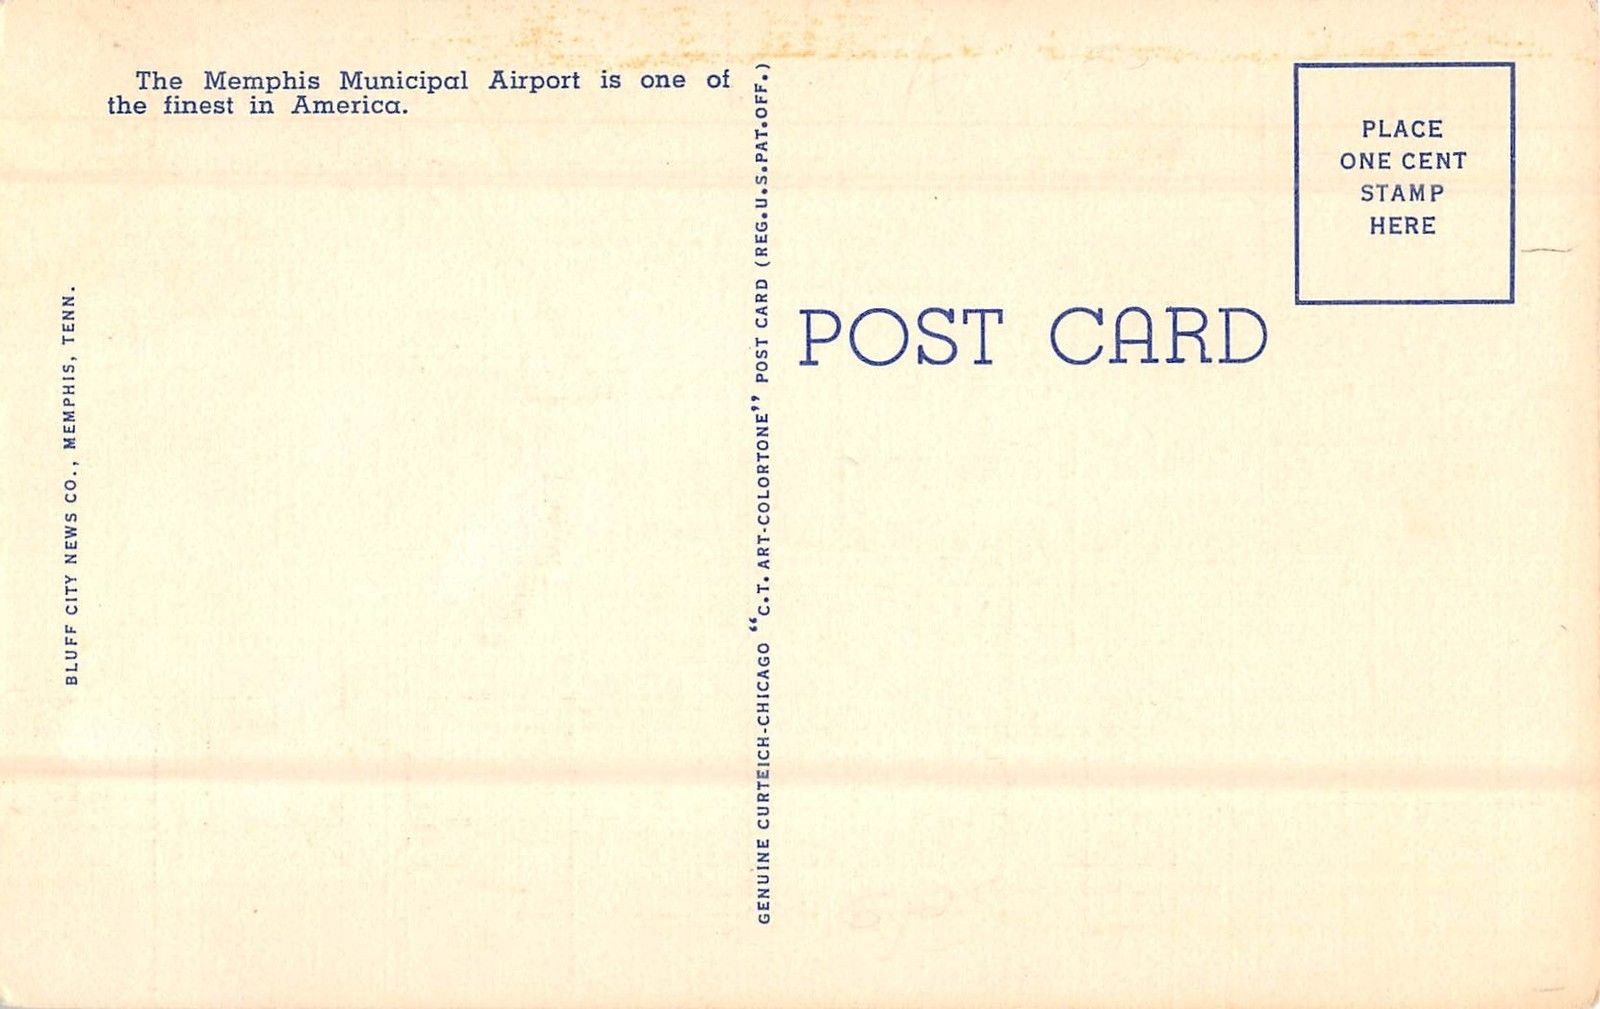 The Memphis Municipal Airport is one of
the finest in America.
BLUFF CITY NEWS CO., MEMPHIS, TENN.
GENUINE CURTEICH-CHICAGO “C.T. ART-COLORTONE” POST CARD (REG.U.S.PAT.OFF.)
POST CARD
PLACE
ONE CENT
STAMP
HERE